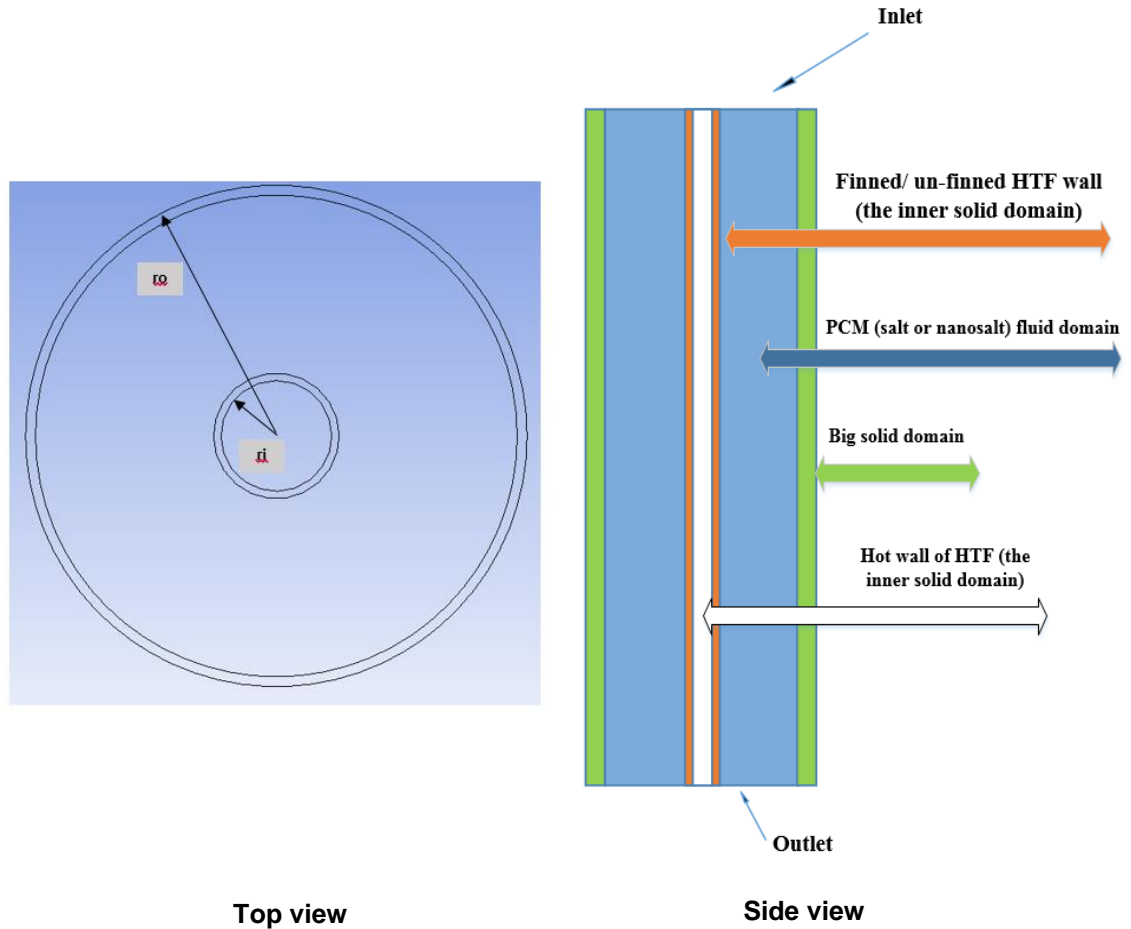 Inlet
ro
ri
Finned/ un-finned HTF wall
(the inner solid domain)
PCM (salt or nanosalt) fluid domain
Big solid domain
Hot wall of HTF (the
inner solid domain)
Outlet
Top view
Side view